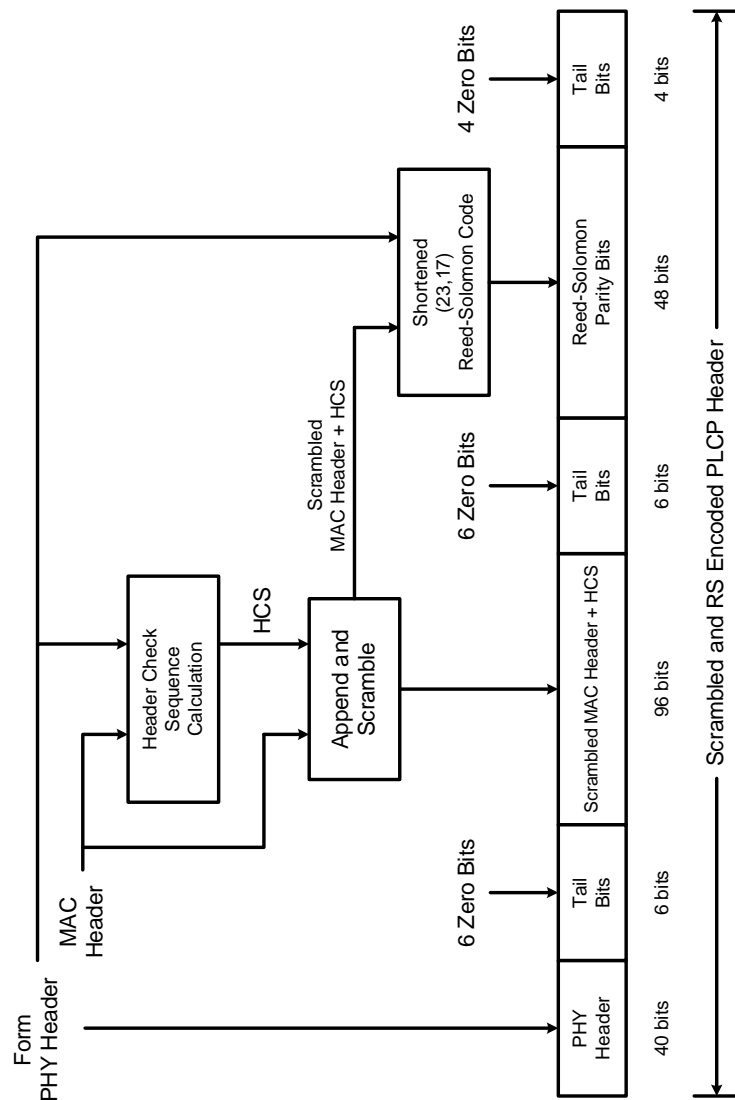 Form
PHY Header
MAC
Header
Header Check
Sequence
Calculation
HCS
Append and
Scramble
Scrambled
MAC Header + HCS
Shortened
(23,17)
Reed-Solomon Code
6 Zero Bits
6 Zero Bits
4 Zero Bits
PHY
Header
Tail
Bits
Scrambled MAC Header + HCS
Tail
Bits
Reed-Solomon
Parity Bits
Tail
Bits
40 bits
6 bits
96 bits
6 bits
48 bits
4 bits
Scrambled and RS Encoded PLCP Header